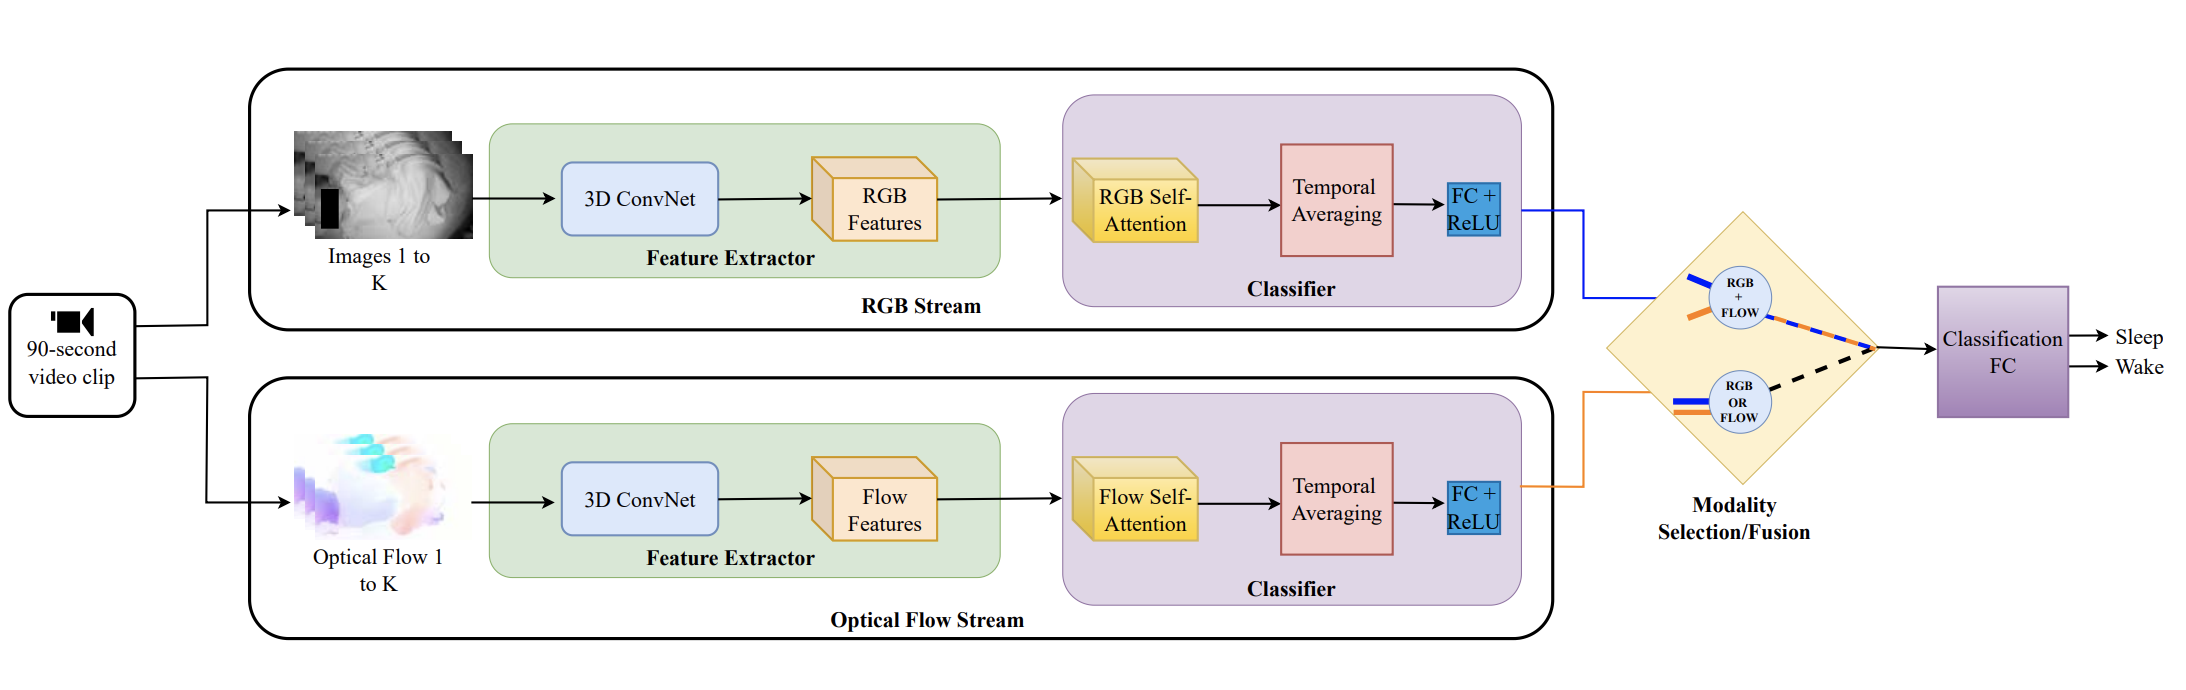 90-second
video clip
Images 1 to
K
3D ConvNet
RGB
Features
Feature Extractor
RGB Self-
Attention
Temporal
Averaging
FC +
ReLU
Classifier
RGB Stream
Optical Flow 1
to K
3D ConvNet
Flow
Features
Feature Extractor
Flow Self-
Attention
Temporal
Averaging
FC +
ReLU
Classifier
Optical Flow Stream
RGB
+
FLOW
RGB
OR
FLOW
Modality
Selection/Fusion
Classification
FC
Sleep
Wake